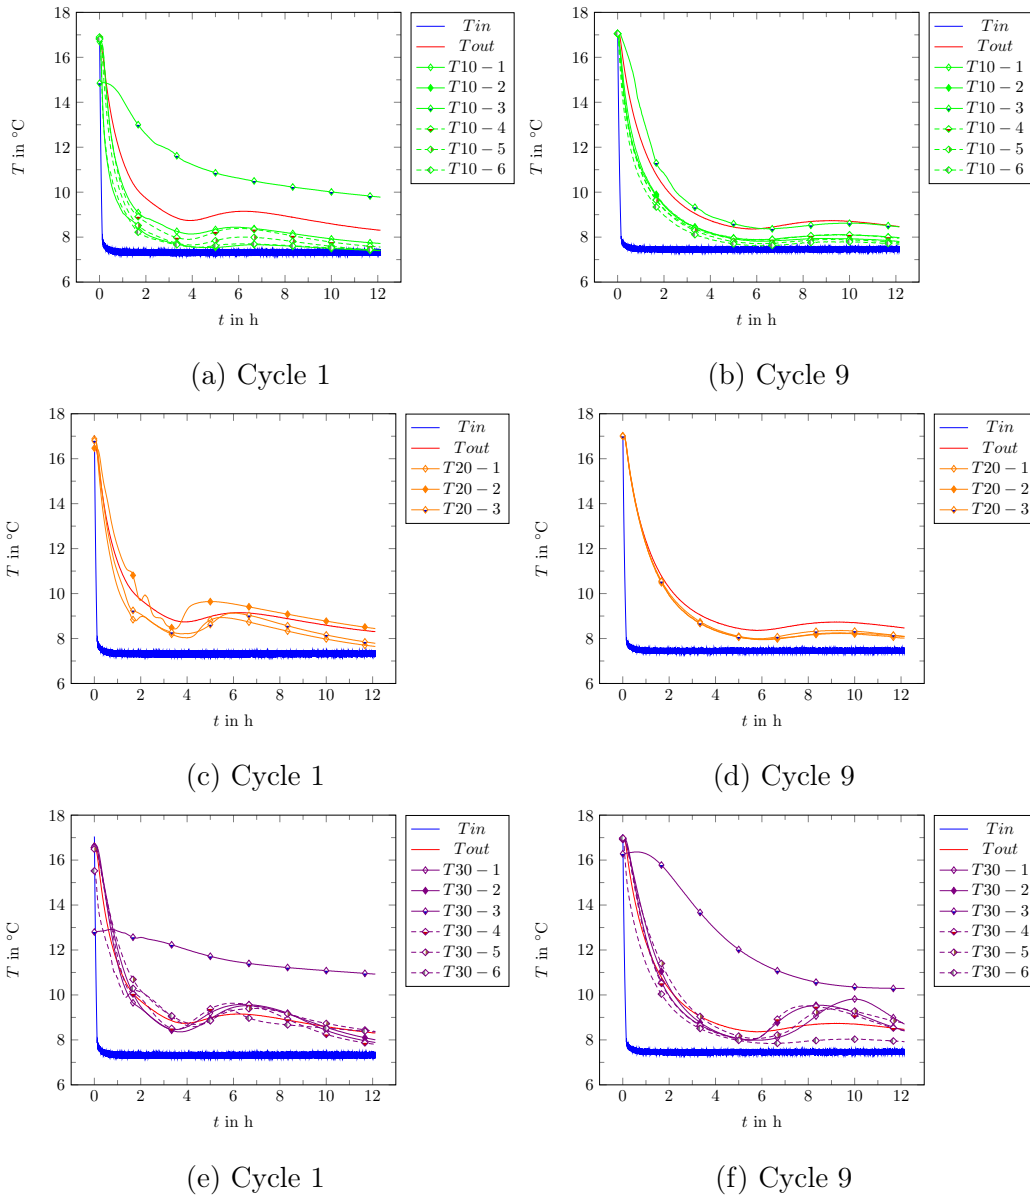 18
16
14
12
10
8
6
0 2 4 6 8 10 12
T in °C
t in h
Tin
Tout
T10 − 1
T10 − 2
T10 − 3
T10 − 4
T10 − 5
T10 − 6
(a) Cycle 1
18
16
14
12
10
8
6
0 2 4 6 8 10 12
T in °C
t in h
Tin
Tout
T10 − 1
T10 − 2
T10 − 3
T10 − 4
T10 − 5
T10 − 6
(b) Cycle 9
18
16
14
12
10
8
6
0 2 4 6 8 10 12
T in °C
t in h
Tin
Tout
T20 − 1
T20 − 2
T20 − 3
(c) Cycle 1
18
16
14
12
10
8
6
0 2 4 6 8 10 12
T in °C
t in h
Tin
Tout
T20 − 1
T20 − 2
T20 − 3
(d) Cycle 9
18
16
14
12
10
8
6
0 2 4 6 8 10 12
T in °C
t in h
Tin
Tout
T30 − 1
T30 − 2
T30 − 3
T30 − 4
T30 − 5
T30 − 6
(e) Cycle 1
18
16
14
12
10
8
6
0 2 4 6 8 10 12
T in °C
t in h
Tin
Tout
T30 − 1
T30 − 2
T30 − 3
T30 − 4
T30 − 5
T30 − 6
(f) Cycle 9